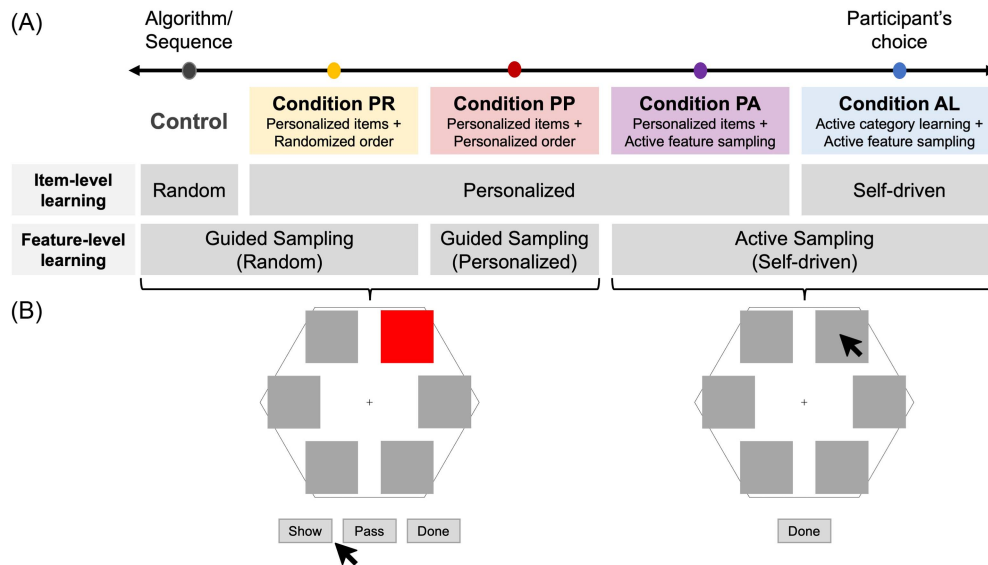 (A)
Algorithm/
Sequence
Participant's
choice
Control
Condition PR
Personalized items +
Randomized order
Condition PP
Personalized items +
Personalized order
Condition PA
Personalized items +
Active feature sampling
Condition AL
Active category learning +
Active feature sampling
Item-level
learning
Random
Personalized
Self-driven
Feature-level
learning
Guided Sampling
(Random)
Guided Sampling
(Personalized)
Active Sampling
(Self-driven)
(B)
Show
Pass
Done
Done